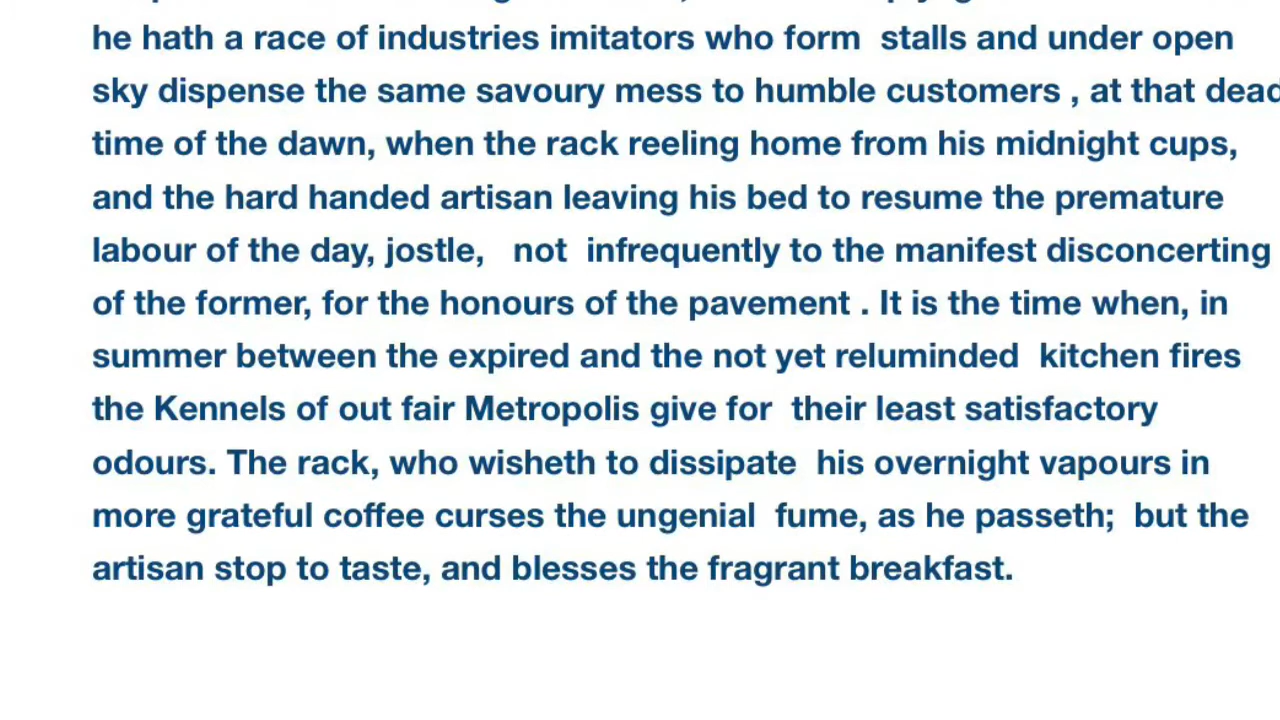 he hath a race of industries imitators who form stalls and under open
sky dispense the same savoury mess to humble customers , at that dead
time of the dawn, when the rack reeling home from his midnight cups,
and the hard handed artisan leaving his bed to resume the premature
labour of the day, jostle, not infrequently to the manifest disconcerting
of the former, for the honours of the pavement . It is the time when, in
summer between the expired and the not yet reluminded kitchen fires
the Kennels of out fair Metropolis give for their least satisfactory
odours. The rack, who wisheth to dissipate his overnight vapours in
more grateful coffee curses the ungenial fume, as he passeth; but the
artisan stop to taste, and blesses the fragrant breakfast.